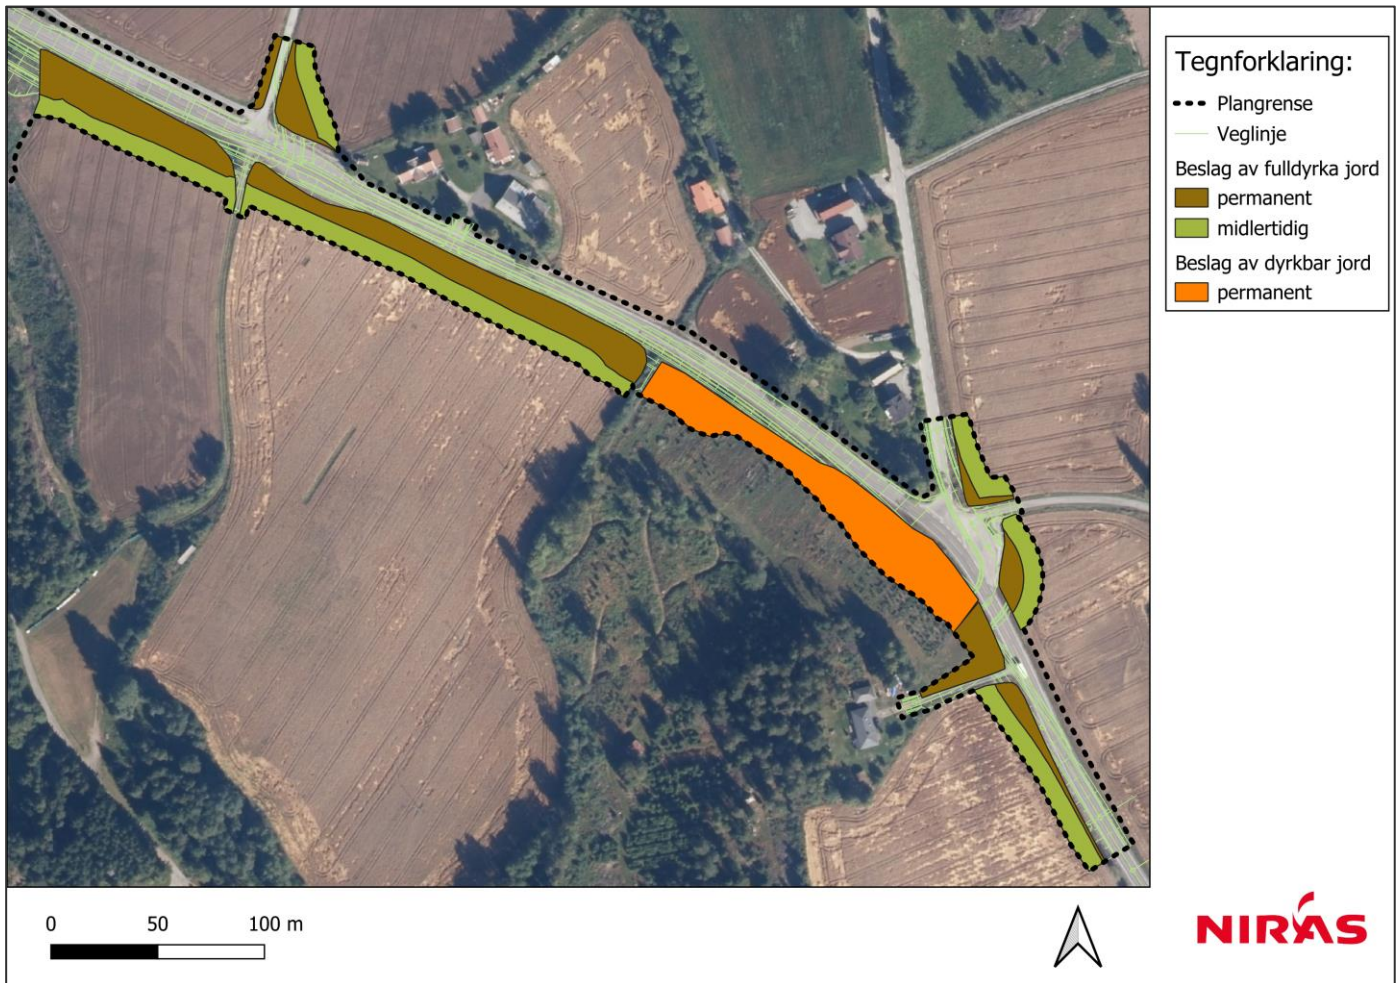 Tegnforklaring:
Plangrense
Veglinje
Beslag av fulldyrka jord
permanent
midlertidig
Beslag av dyrkbar jord
permanent
0 50 100 m
NIRAS